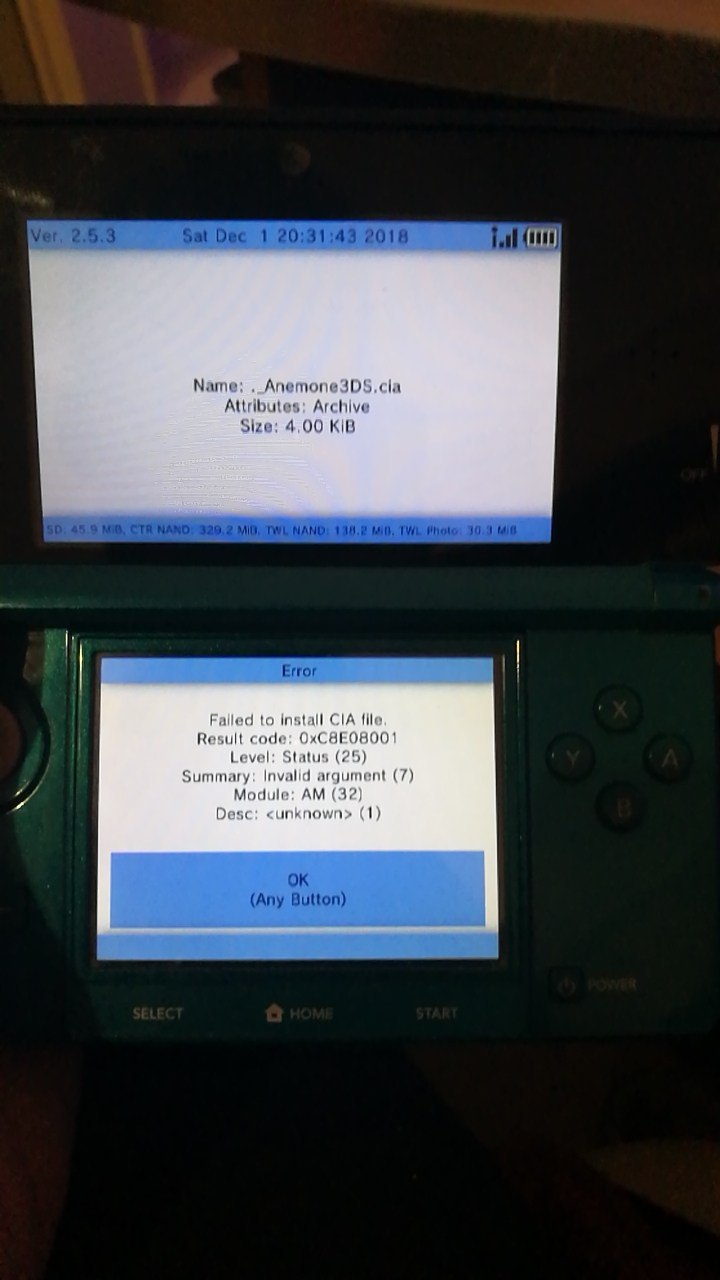 Ver. 2.5.3 Sat Dec 1 20:31:43 2018
Name: ._Anemone3DS.cia
Attributes: Archive
Size: 4.00 KiB
SD: 45.9 MiB, CTR NAND: 329.2 MiB, TWL NAND: 138.2 MiB, TWL Photo: 30.3 MiB
OFF
Error
Failed to install CIA file.
Result code: 0xC8E08001
Level: Status (25)
Summary: Invalid argument (7)
Module: AM (32)
Desc: <unknown> (1)
OK
(Any Button)
X
Y
A
B
POWER
SELECT
HOME
START